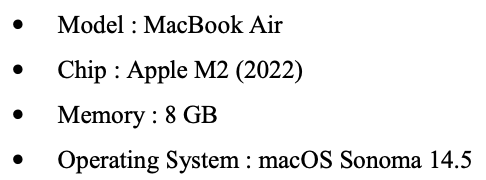 • Model : MacBook Air
• Chip : Apple M2 (2022)
• Memory : 8 GB
• Operating System : macOS Sonoma 14.5